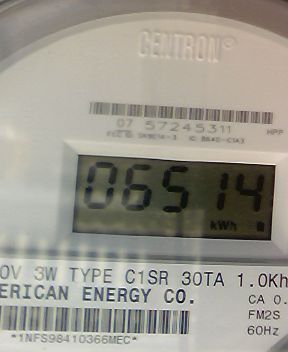 CENTRON®
07 57245311
HPP
06514
kWh
0V 3W TYPE C1SR 30TA 1.0Kh
ERICAN ENERGY CO.
CA 0.
FM2S
60Hz
*1NFS98410366MEC*